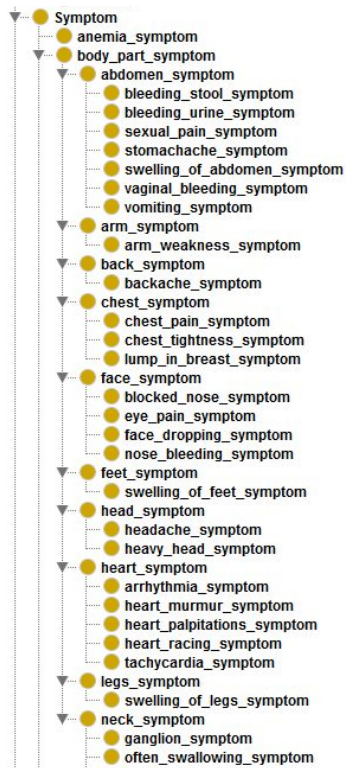 Symptom
anemia_symptom
body_part_symptom
abdomen_symptom
bleeding_stool_symptom
bleeding_urine_symptom
sexual_pain_symptom
stomachache_symptom
swelling_of_abdomen_symptom
vaginal_bleeding_symptom
vomiting_symptom
arm_symptom
arm_weakness_symptom
back_symptom
backache_symptom
chest_symptom
chest_pain_symptom
chest_tightness_symptom
lump_in_breast_symptom
face_symptom
blocked_nose_symptom
eye_pain_symptom
face_dropping_symptom
nose_bleeding_symptom
feet_symptom
swelling_of_feet_symptom
head_symptom
headache_symptom
heavy_head_symptom
heart_symptom
arrhythmia_symptom
heart_murmur_symptom
heart_palpitations_symptom
heart_racing_symptom
tachycardia_symptom
legs_symptom
swelling_of_legs_symptom
neck_symptom
ganglion_symptom
often_swallowing_symptom